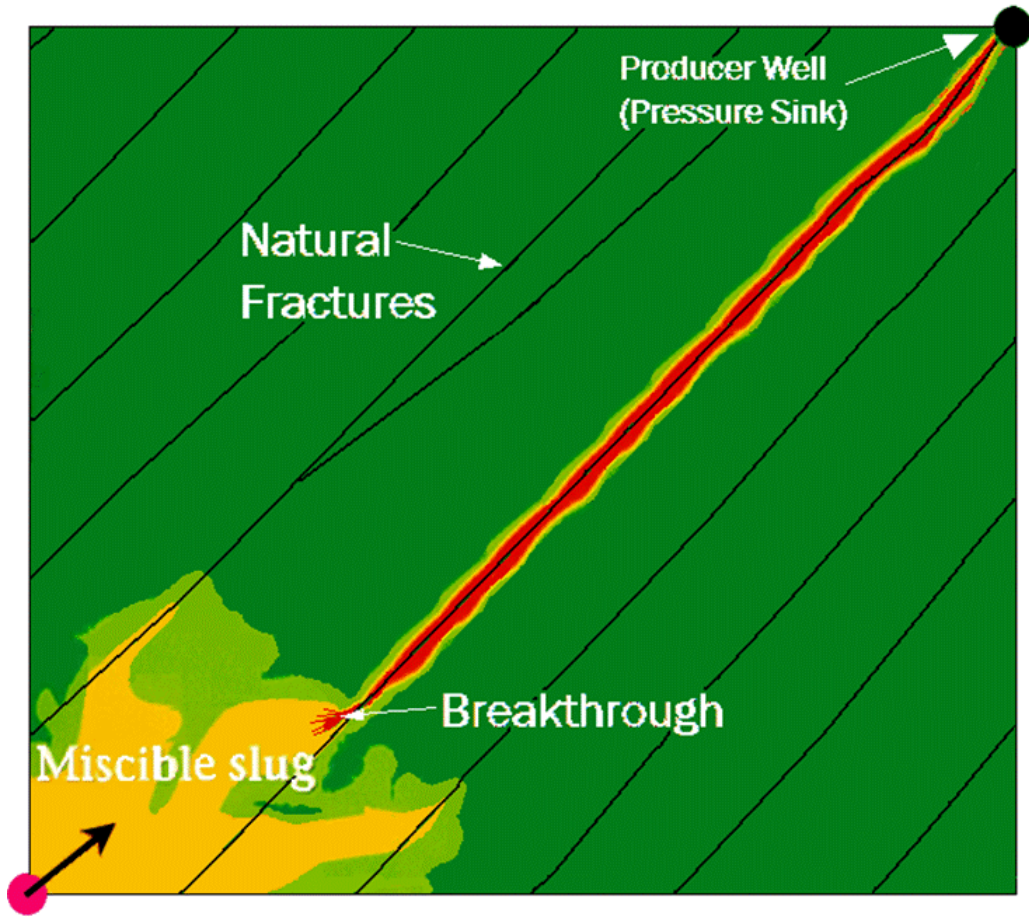 Producer Well
(Pressure Sink)
Natural
Fractures
Breakthrough
Miscible slug